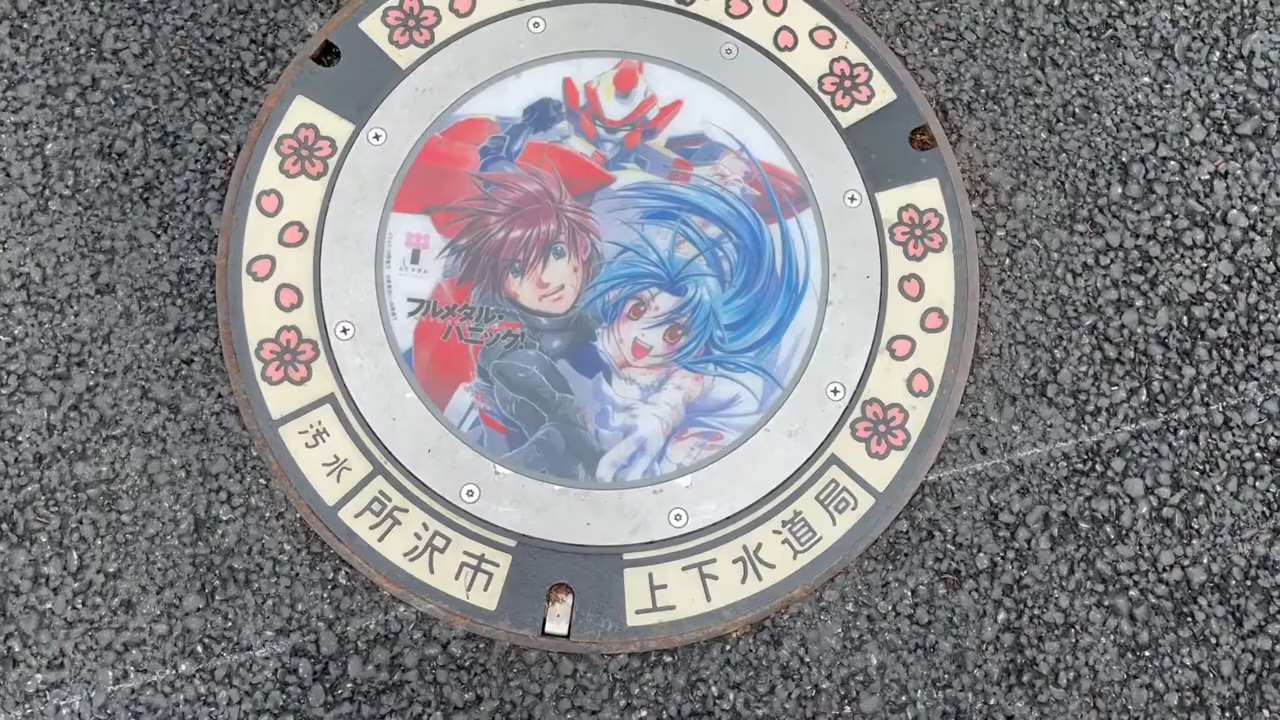 フルメタル・
パニック!
汚水
所沢市
上下水道局